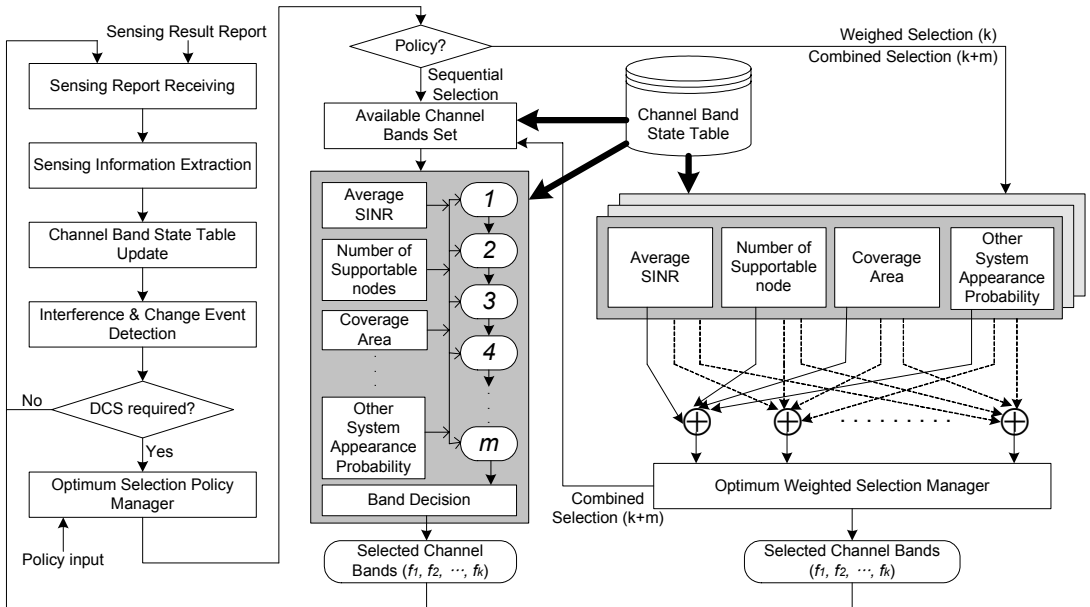 Sensing Result Report
Sensing Report Receiving
Sensing Information Extraction
Channel Band State Table
Update
Interference & Change Event
Detection
DCS required?
No
Yes
Optimum Selection Policy
Manager
Policy input
Policy?
Sequential
Selection
Weighed Selection (k)
Combined Selection (k+m)
Available Channel
Bands Set
Channel Band
State Table
Average
SINR
Number of
Supportable
nodes
Coverage
Area
Other
System
Appearance
Probability
1
2
3
4
m
Band Decision
Selected Channel
Bands (f1, f2, ···, fk)
Average
SINR
Number of
Supportable
node
Coverage
Area
Other
System
Appearance
Probability
Combined
Selection (k+m)
Optimum Weighted Selection Manager
Selected Channel Bands
(f1, f2, ···, fk)